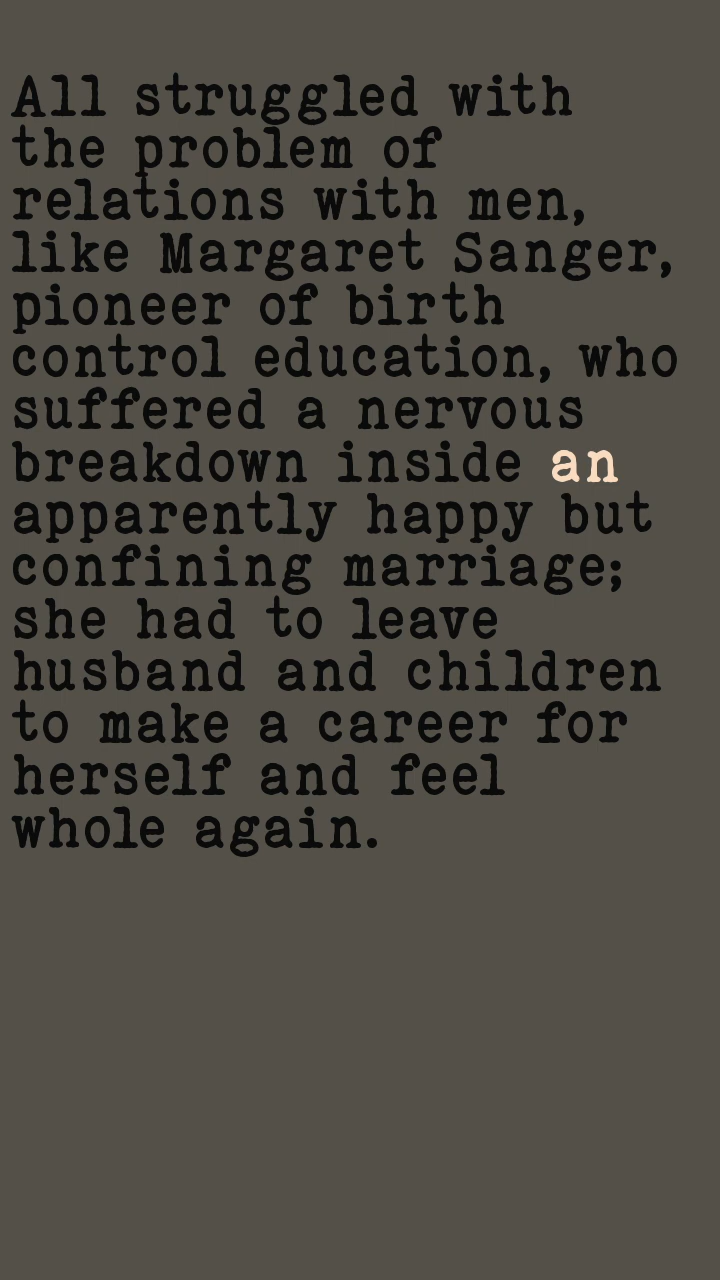 All struggled with
the problem of
relations with men,
like Margaret Sanger,
pioneer of birth
control education, who
suffered a nervous
breakdown inside an
apparently happy but
confining marriage;
she had to leave
husband and children
to make a career for
herself and feel
whole again.